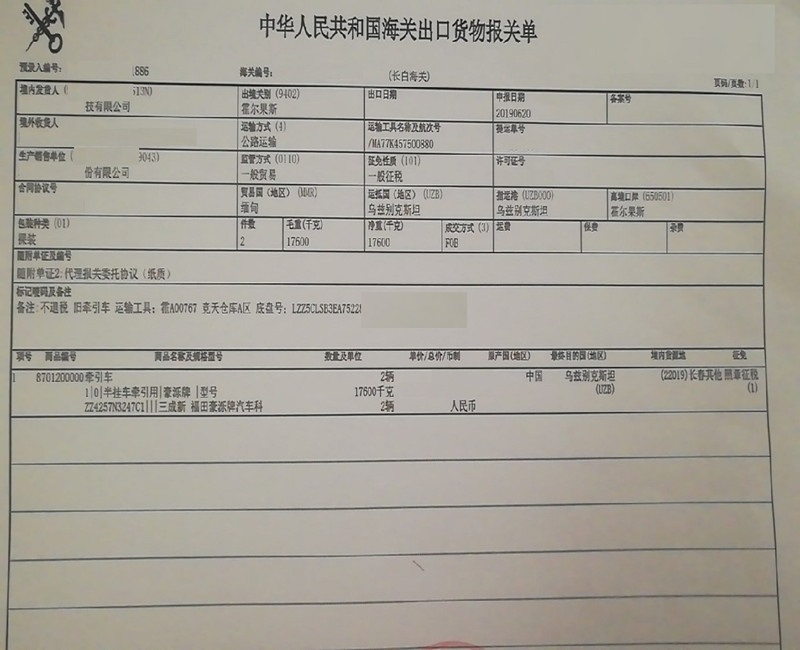 中华人民共和国海关出口货物报关单
预录入编号： 1886 海关编号： (长白海关) 页码/页数:1/1
境内发货人 ( 513N) 出境关别 (9402) 出口日期 申报日期 备案号
技有限公司 霍尔果斯 20190620
境外收货人 运输方式 (4) 运输工具名称及航次号 提运单号
公路运输 /MA77K457500880
生产销售单位 ( 9043) 监管方式 (0110) 征免性质 (101) 许可证号
份有限公司 一般贸易 一般征税
合同协议号 贸易国（地区） (MMR) 运抵国（地区） (UZB) 指运港 (UZB000) 离境口岸 (650501)
缅甸 乌兹别克斯坦 乌兹别克斯坦 霍尔果斯
包装种类 (01) 件数 毛重(千克) 净重(千克) 成交方式 (3) 运费 保费 杂费
裸装 2 17600 17600 FOB
随附单证及编号
随附单证2:代理报关委托协议（纸质）
标记唛码及备注
备注: 不退税 旧牵引车 运输工具：霍A00767 竞天仓库A区 底盘号：LZZ5CLSB3EA75228
项号 商品编号 商品名称及规格型号 数量及单位 单价/总价/币制 原产国(地区) 最终目的国(地区) 境内货源地 征免
1 8701200000牵引车 2辆 中国 乌兹别克斯坦 (22019)长春其他 照章征税
1|0|半挂车牵引用|豪泺牌 |型号 17600千克 (UZB) (1)
ZZ4257N3247C1|||三成新 福田豪泺牌汽车科 2辆 人民币